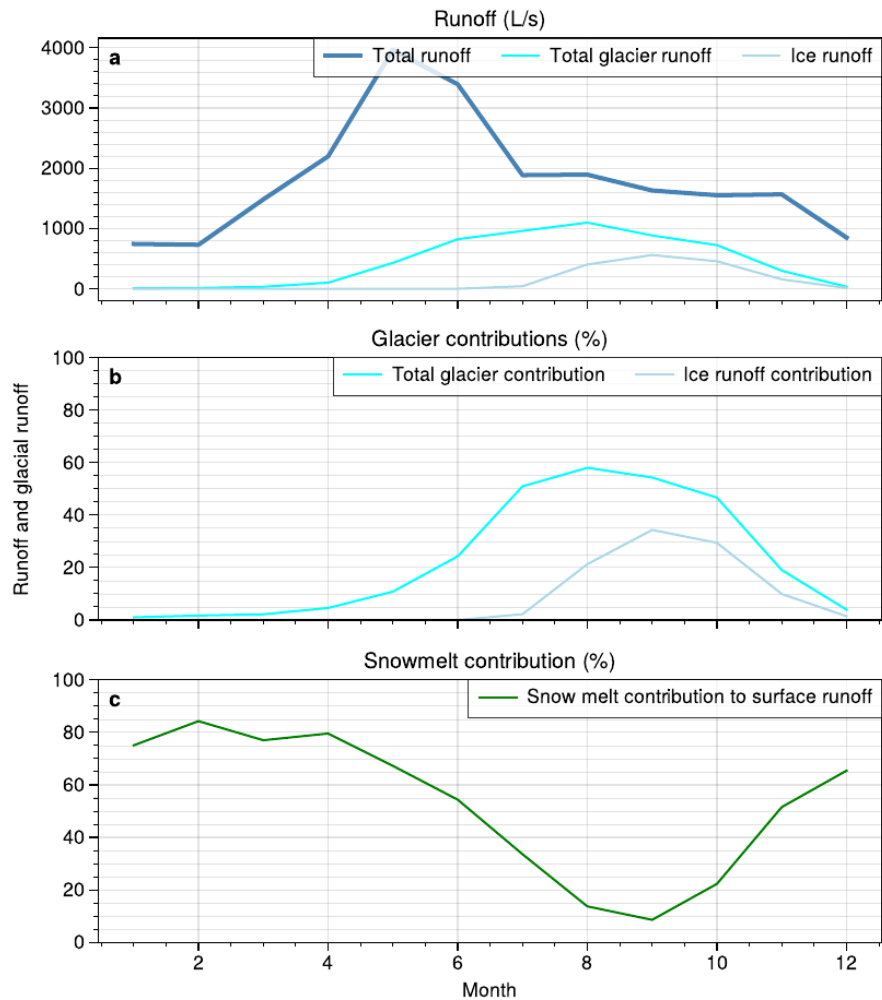 Runoff (L/s)
a
Total runoff Total glacier runoff Ice runoff
4000
3000
2000
1000
0
Glacier contributions (%)
b
Total glacier contribution Ice runoff contribution
100
80
60
40
20
0
Runoff and glacial runoff
Snowmelt contribution (%)
c
Snow melt contribution to surface runoff
100
80
60
40
20
0
2 4 6 8 10 12
Month